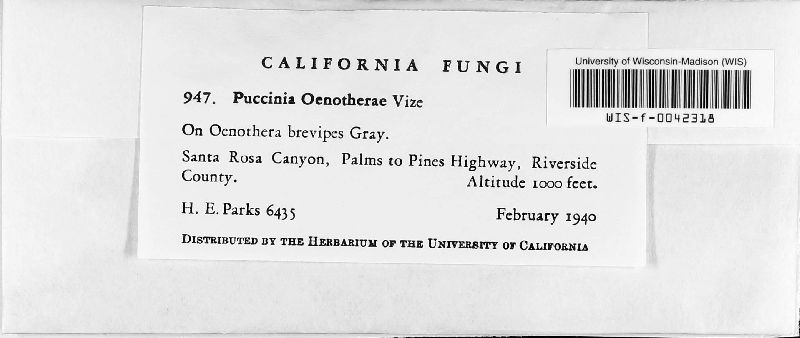 CALIFORNIA FUNGI
947. Puccinia Oenotherae Vize
On Oenothera brevipes Gray.
Santa Rosa Canyon, Palms to Pines Highway, Riverside
County. Altitude 1000 feet.
H. E. Parks 6435 February 1940
DISTRIBUTED BY THE HERBARIUM OF THE UNIVERSITY OF CALIFORNIA
University of Wisconsin-Madison (WIS)
WIS-f-0042318